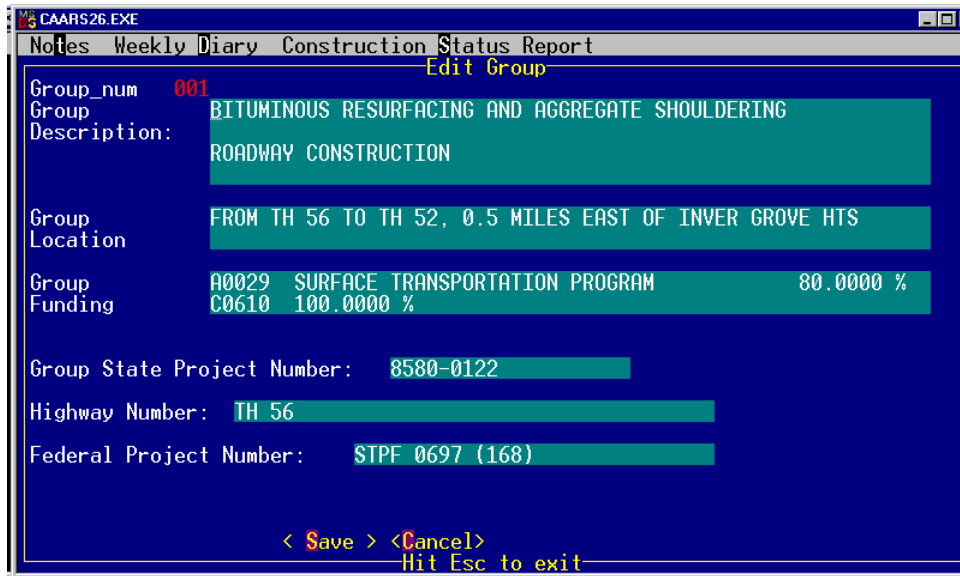 CAARS26.EXE
Notes Weekly Diary Construction Status Report
Edit Group
Group_num 001
Group BITUMINOUS RESURFACING AND AGGREGATE SHOULDERING
Description:
ROADWAY CONSTRUCTION
Group FROM TH 56 TO TH 52, 0.5 MILES EAST OF INVER GROVE HTS
Location
Group A0029 SURFACE TRANSPORTATION PROGRAM 80.0000 %
Funding C0610 100.0000 %
Group State Project Number: 8580-0122
Highway Number: TH 56
Federal Project Number: STPF 0697 (168)
< Save > <Cancel>
Hit Esc to exit